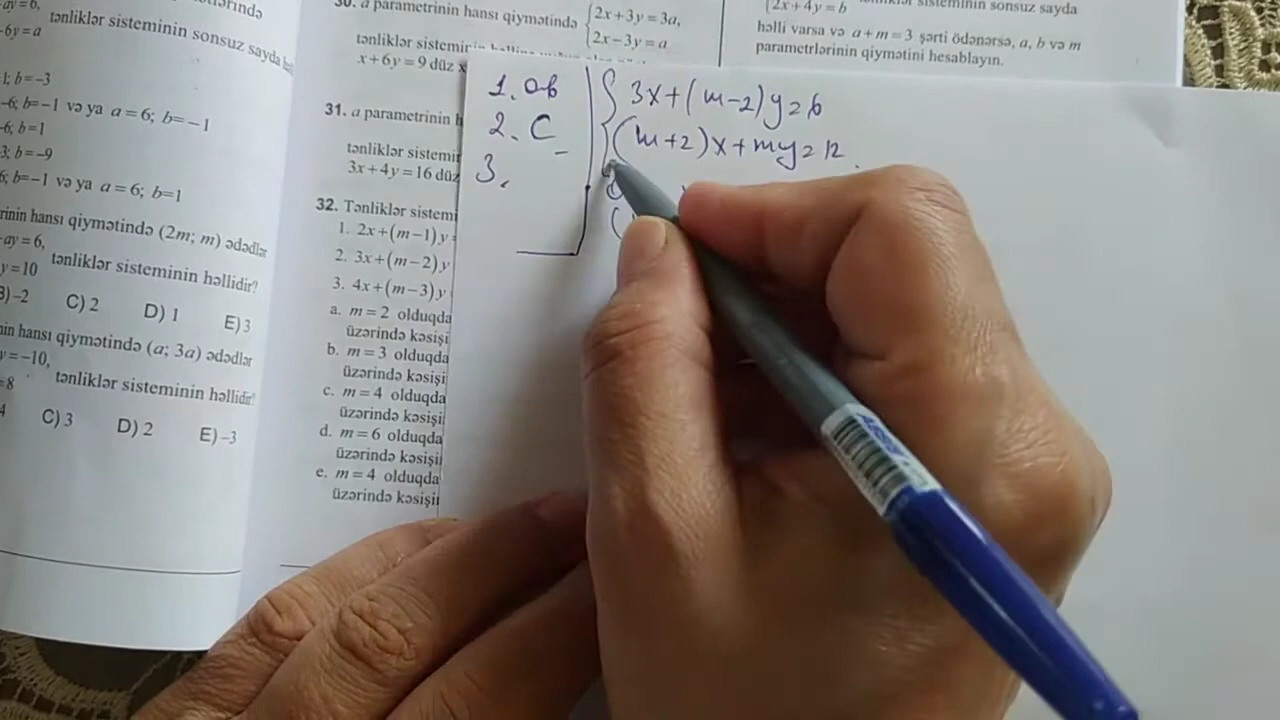 -ay=6,
-6y=a
tənliklər sisteminin sonsuz sayda
1; b=-3
-6; b=-1 və ya a=6; b=-1
-6; b=1
3; b=-9
6; b=-1 və ya a=6; b=1
rinin hansı qiymətində (2m; m) ədədlər
-ay=6,
y=10
tənliklər sisteminin həllidir?
B)-2 C) 2 D) 1 E) 3
nin hansı qiymətində (a; 3a) ədədlər
y=-10,
=8
tənliklər sisteminin həllidir?
4 C) 3 D) 2 E) -3
30. a parametrinin hansı qiymətində
2x+3y=3a,
2x-3y=a
tənliklər
x+6y=9 düz x
31. a parametrinin h
tənliklər sistemir
3x+4y=16 düz
32. Tənliklər sistemi
1. 2x+(m-1)y
2. 3x+(m-2)y
3. 4x+(m-3)y
a. m=2 olduqda
üzərində kəsişi
b. m=3 olduqda
üzərində kəsişi
c. m=4 olduqda
üzərində kəsişi
d. m=6 olduqda
üzərində kəsişi
e. m=4 olduqda
üzərində kəsişi
2x+4y=b
sisteminin sonsuz sayda
həlli varsa və a+m=3 şərti ödənərsə, a, b və m
parametrlərinin qiymətini hesablayın.
1. ab
2. C
3.
3x+(m-2)y=6
(m+2)x+my=12